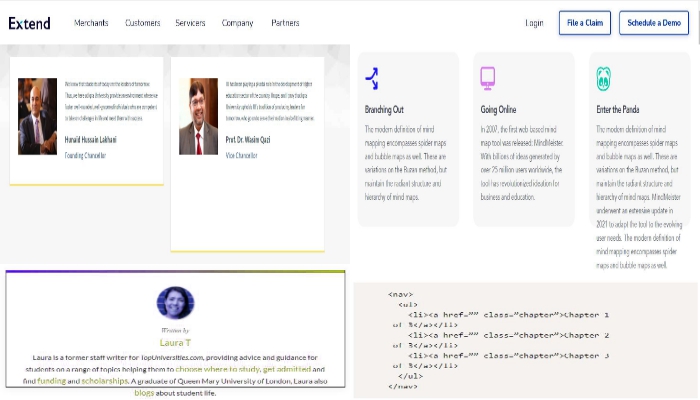 Extend
Merchants
Customers
Servicers
Company
Partners
Login
File a Claim
Schedule a Demo
Hunaid Hussain Lakhani
Founding Chancellor
Prof. Dr. Wasim Qazi
Vice Chancellor
Branching Out
The modern definition of mind
mapping encompasses spider maps
and bubble maps as well. These are
variations on the Buzan method, but
maintain the radiant structure and
hierarchy of mind maps.
Going Online
In 2007, the first web based mind
map tool was released: MindMeister.
With billions of ideas generated by
over 25 million users worldwide, the
tool has revolutionized ideation for
business and education.
Enter the Panda
The modern definition of mind
mapping encompasses spider maps
and bubble maps as well. These are
variations on the Buzan method, but
maintain the radiant structure and
hierarchy of mind maps. MindMeister
underwent an extensive update in
2021 to adapt the tool to the evolving
user needs. The modern definition of
mind mapping encompasses spider
maps and bubble maps as well.
Written by
Laura T
Laura is a former staff writer for TopUniversities.com, providing advice and guidance for
students on a range of topics helping them to choose where to study, get admitted and
find funding and scholarships. A graduate of Queen Mary University of London, Laura also
blogs about student life.
<nav>
<ul>
<li><a href="" class="chapter">Chapter 1
of 3</a></li>
<li><a href="" class="chapter">Chapter 2
of 3</a></li>
<li><a href="" class="chapter">Chapter 3
of 3</a></li>
</ul>
</nav>